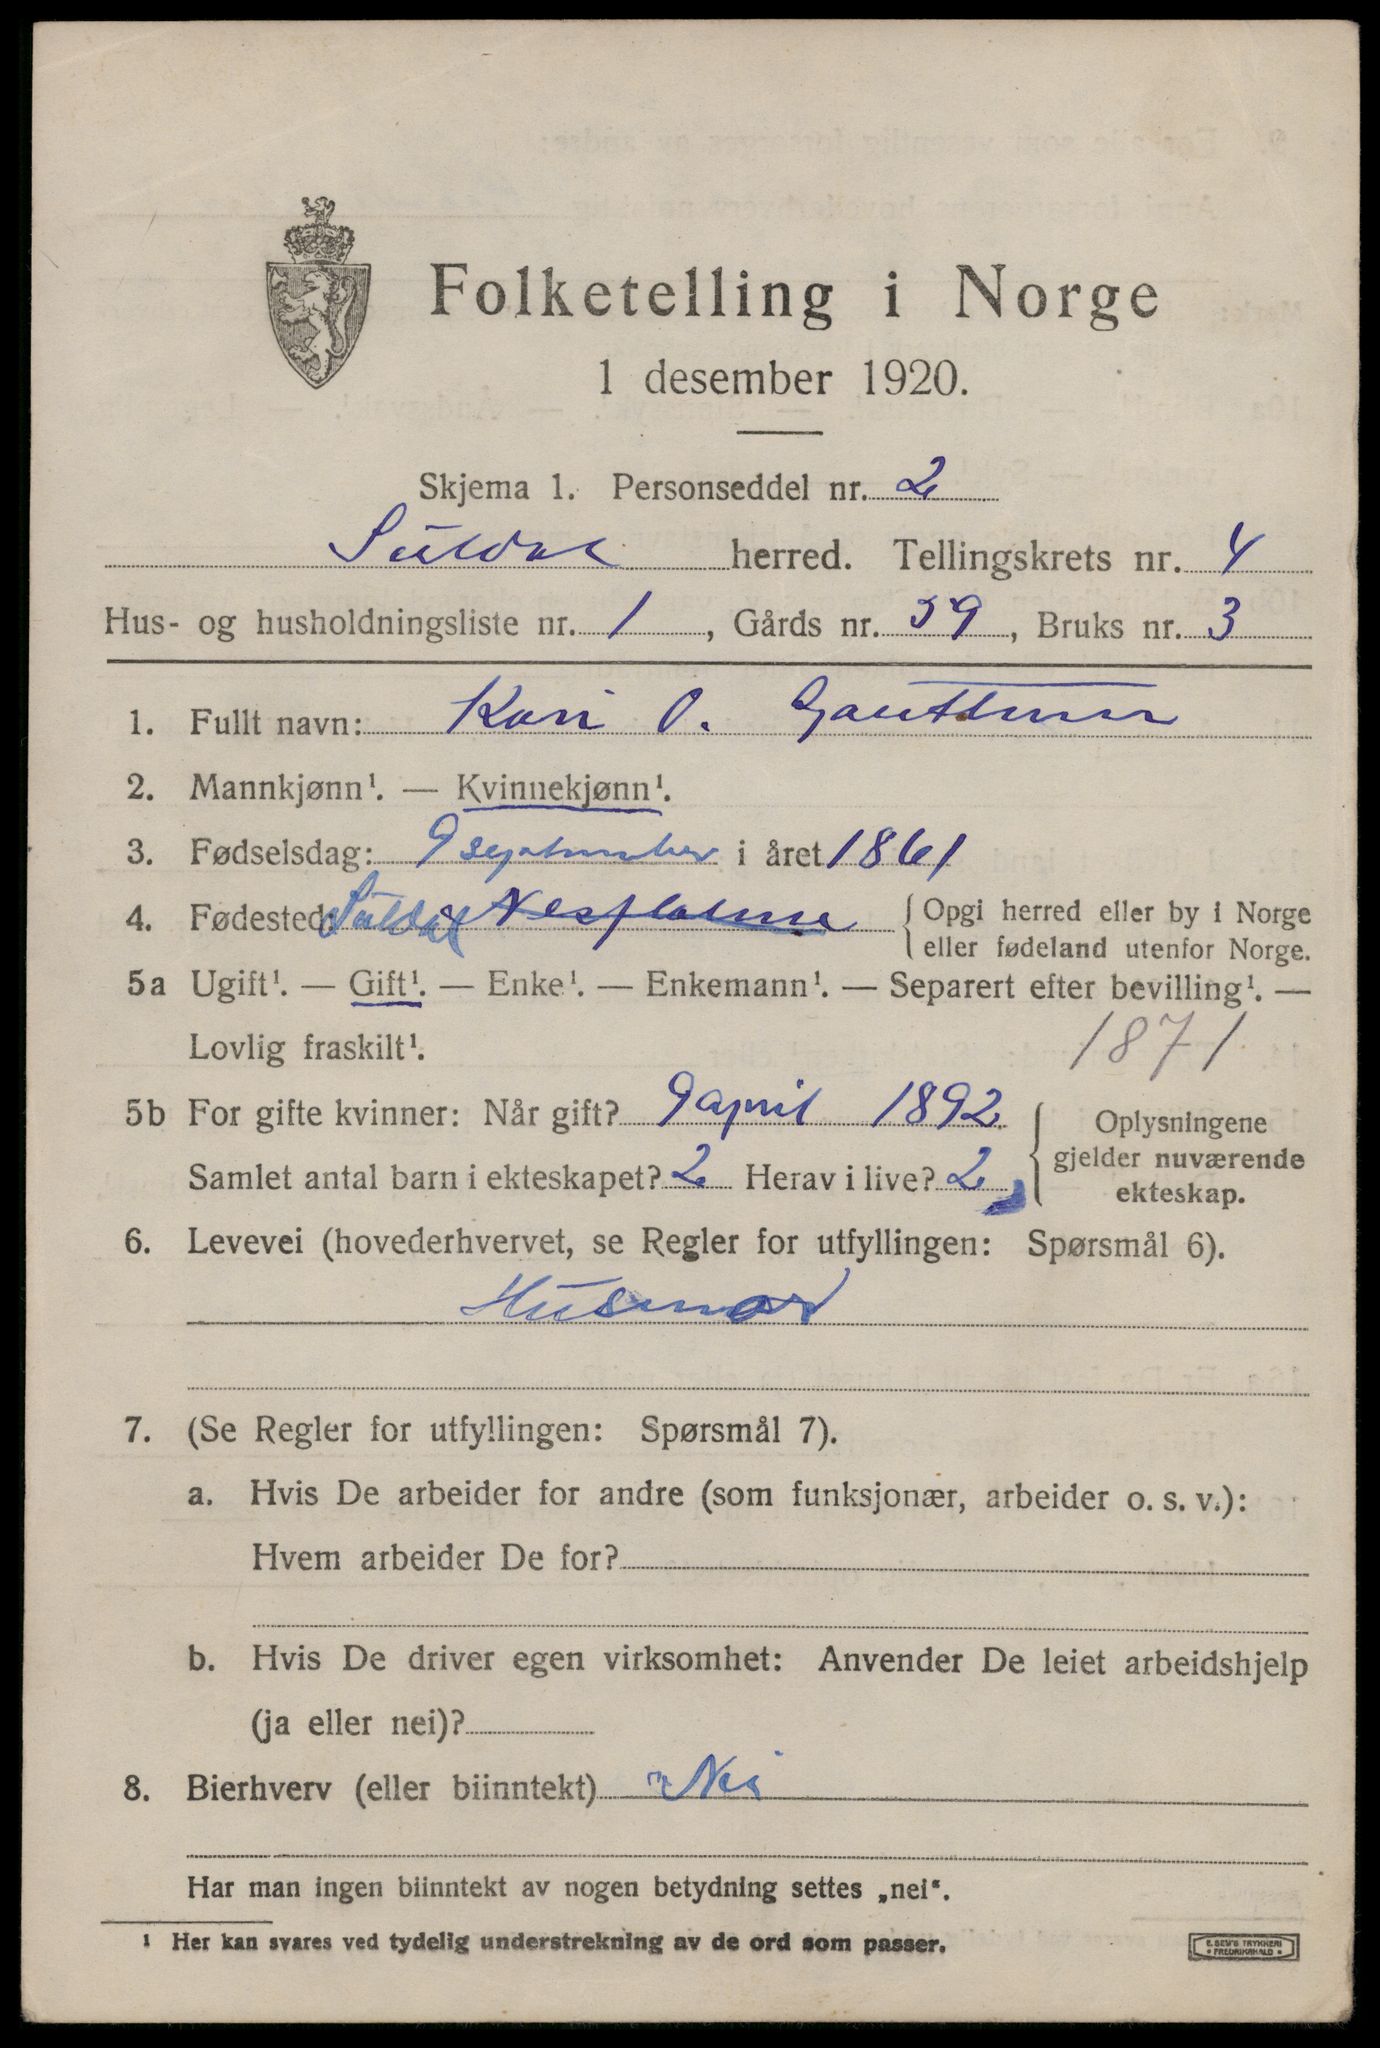 Folketelling i Norge
1 desember 1920.
Skjema 1. Personseddel nr. 2
Suldal herred. Tellingskrets nr. 4
Hus- og husholdningsliste nr. 1, Gårds nr. 59, Bruks nr. 3
1. Fullt navn: Kari O.
2. Mannkjønn¹. — Kvinnekjønn¹.
3. Fødselsdag: 9 september i året 1861
4. Fødested: Suldal
{ Opgi herred eller by i Norge
eller fødeland utenfor Norge.
5a Ugift¹. — Gift¹. — Enke¹. — Enkemann¹. — Separert efter bevilling¹. —
Lovlig fraskilt¹. 1871
5b For gifte kvinner: Når gift? 9 april 1892
Samlet antal barn i ekteskapet? 2 Herav i live? 2
{ Oplysningene
gjelder nuværende
ekteskap.
6. Levevei (hovederhvervet, se Regler for utfyllingen: Spørsmål 6).
Husmor
7. (Se Regler for utfyllingen: Spørsmål 7).
a. Hvis De arbeider for andre (som funksjonær, arbeider o. s. v.):
Hvem arbeider De for?
b. Hvis De driver egen virksomhet: Anvender De leiet arbeidshjelp
(ja eller nei)?
8. Bierhverv (eller biinntekt) Nei
Har man ingen biinntekt av nogen betydning settes „nei“.
¹ Her kan svares ved tydelig understrekning av de ord som passer.
E. SEM'S TRYKKERI
FREDRIKSHALD